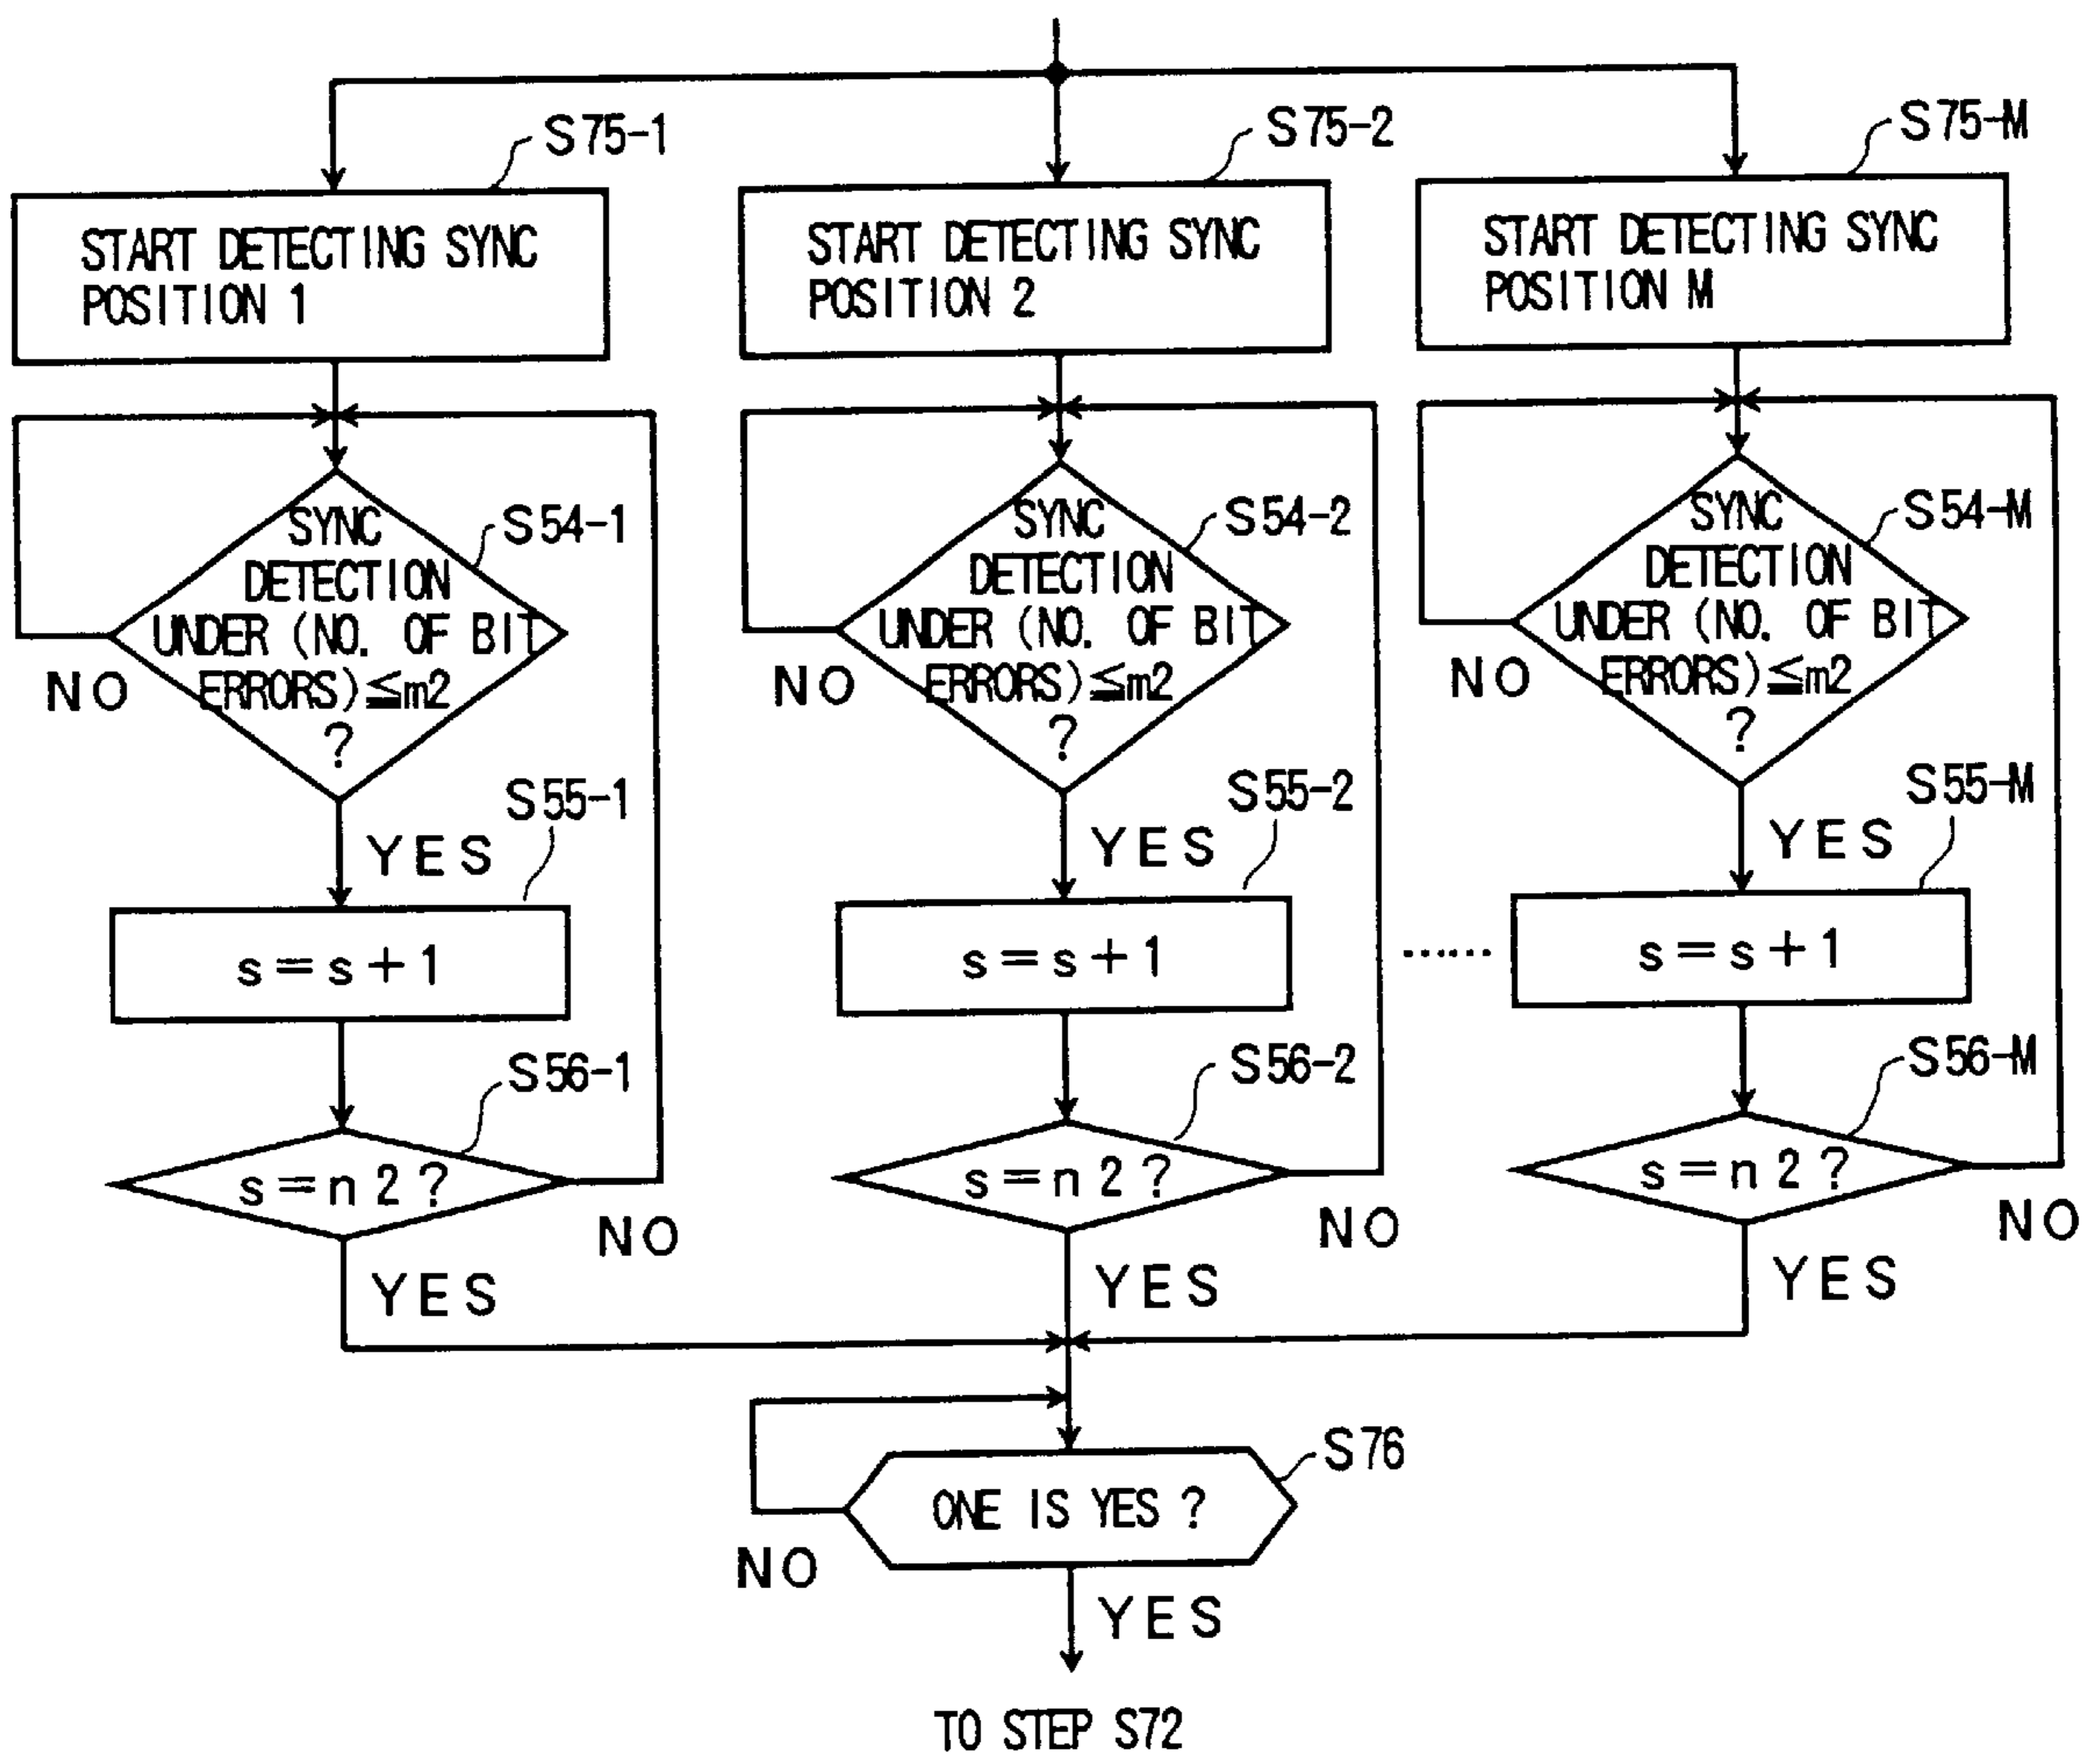 S75-1
S75-2
S75-M
START DETECTING SYNC
POSITION 1
START DETECTING SYNC
POSITION 2
START DETECTING SYNC
POSITION M
S54-1
SYNC
DETECTION
UNDER (NO. OF BIT
ERRORS)≦m2
?
NO
YES
S54-2
SYNC
DETECTION
UNDER (NO. OF BIT
ERRORS)≦m2
?
NO
YES
S54-M
SYNC
DETECTION
UNDER (NO. OF BIT
ERRORS)≦m2
?
NO
YES
S55-1
s=s+1
S55-2
s=s+1
......
S55-M
s=s+1
S56-1
s=n2?
NO
YES
S56-2
s=n2?
NO
YES
S56-M
s=n2?
NO
YES
S76
ONE IS YES ?
NO
YES
TO STEP S72